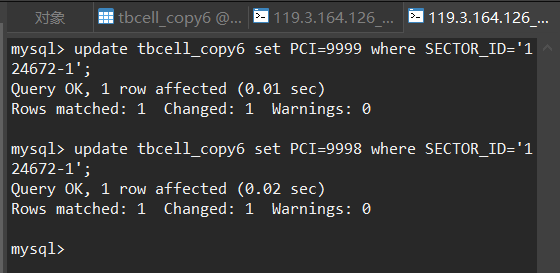 对象 tbcell_copy6 @... 119.3.164.126_... 119.3.164.126_...
mysql> update tbcell_copy6 set PCI=9999 where SECTOR_ID='1
24672-1';
Query OK, 1 row affected (0.01 sec)
Rows matched: 1  Changed: 1  Warnings: 0
mysql> update tbcell_copy6 set PCI=9998 where SECTOR_ID='1
24672-1';
Query OK, 1 row affected (0.02 sec)
Rows matched: 1  Changed: 1  Warnings: 0
mysql>